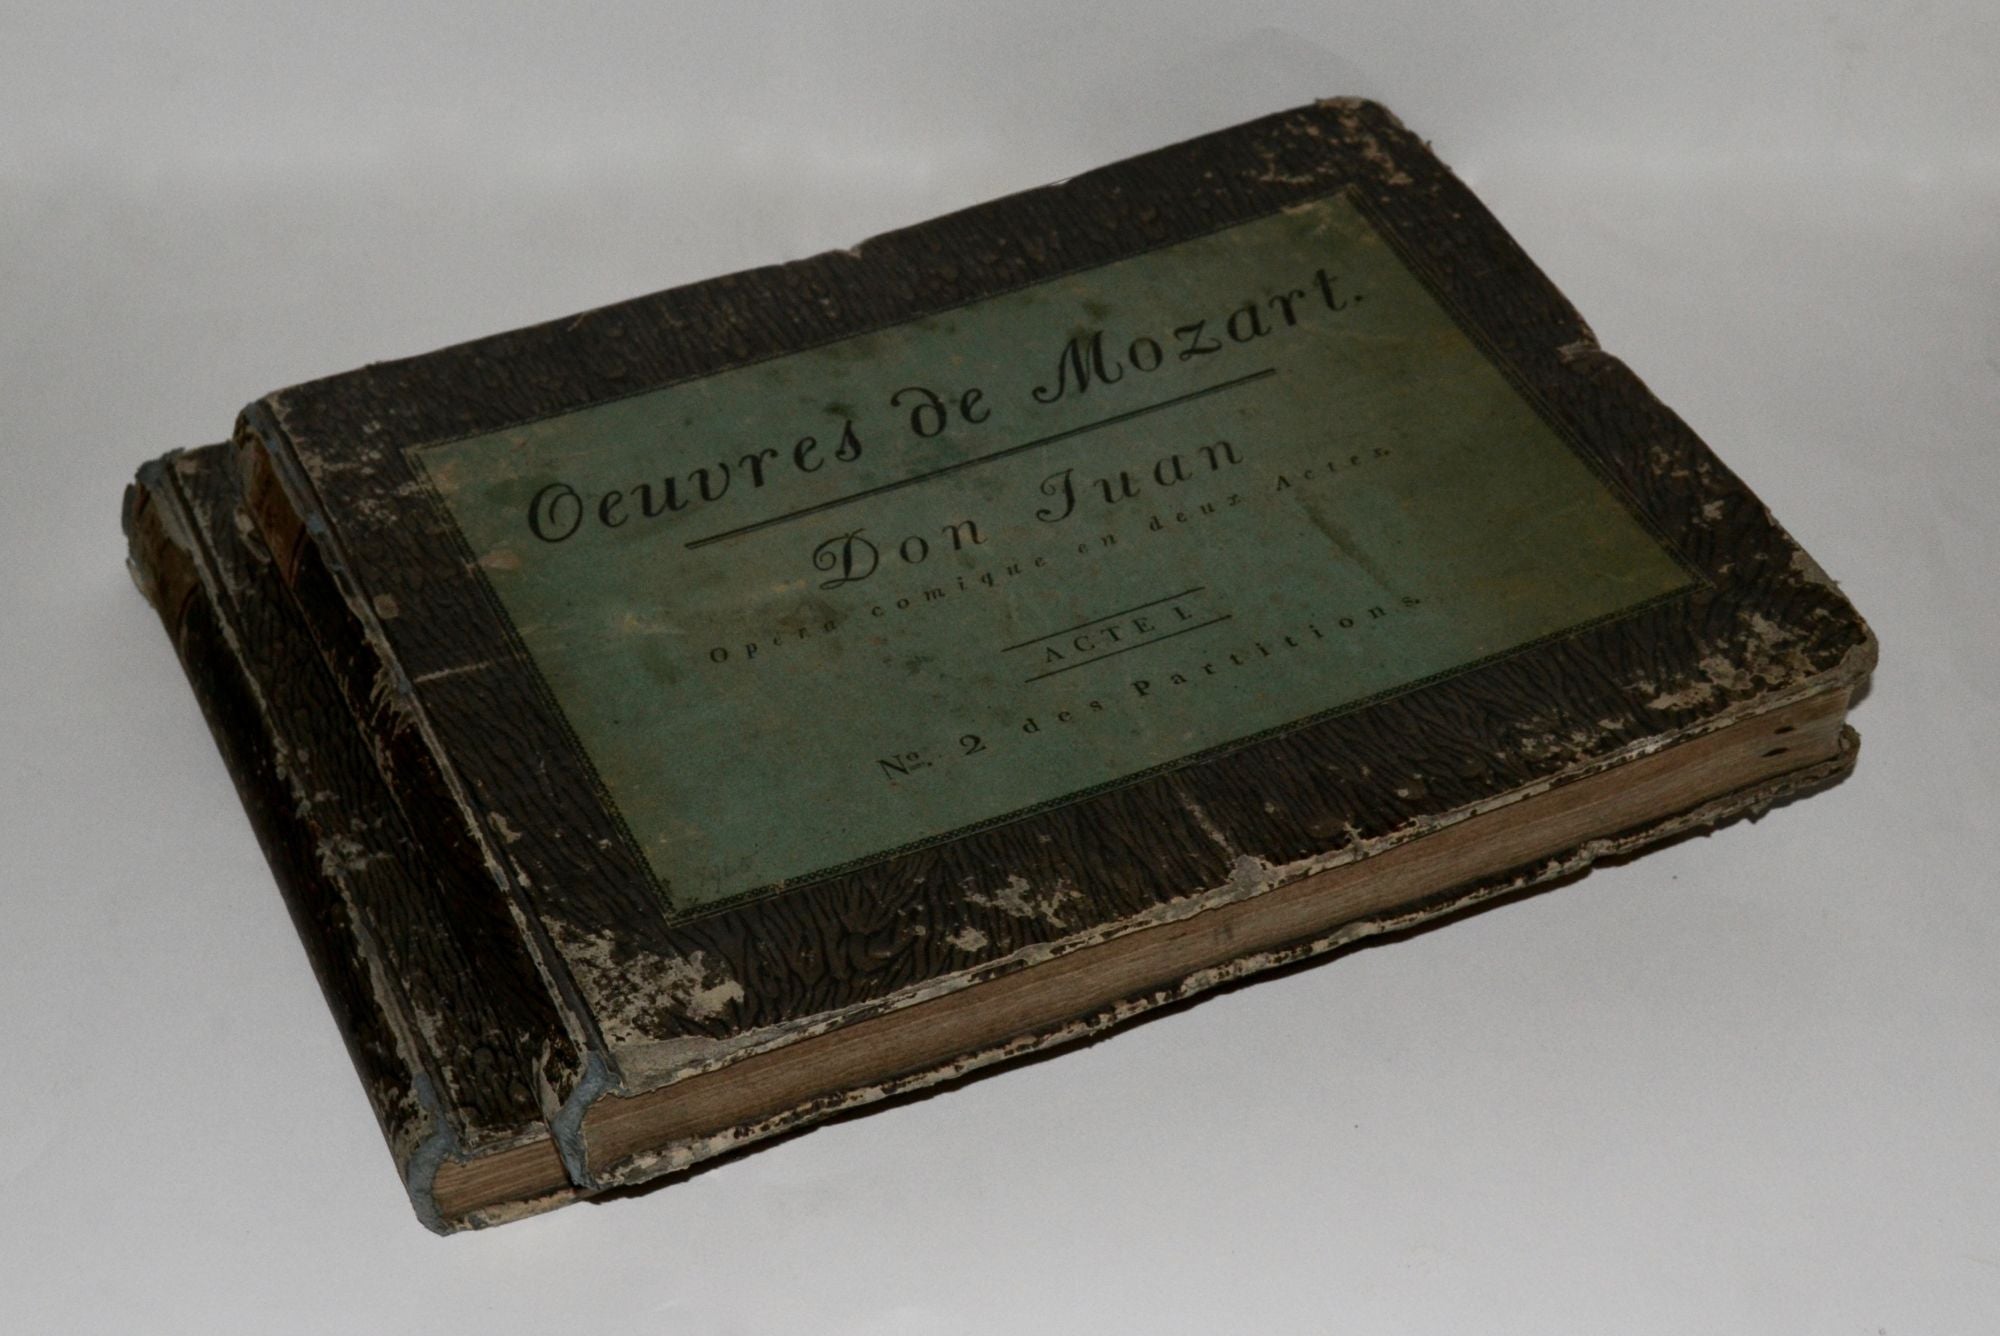 Oeuvres de Mozart.
Don Juan
Opera comique en deux Actes.
ACTE I.
No. 2 des Partitions.